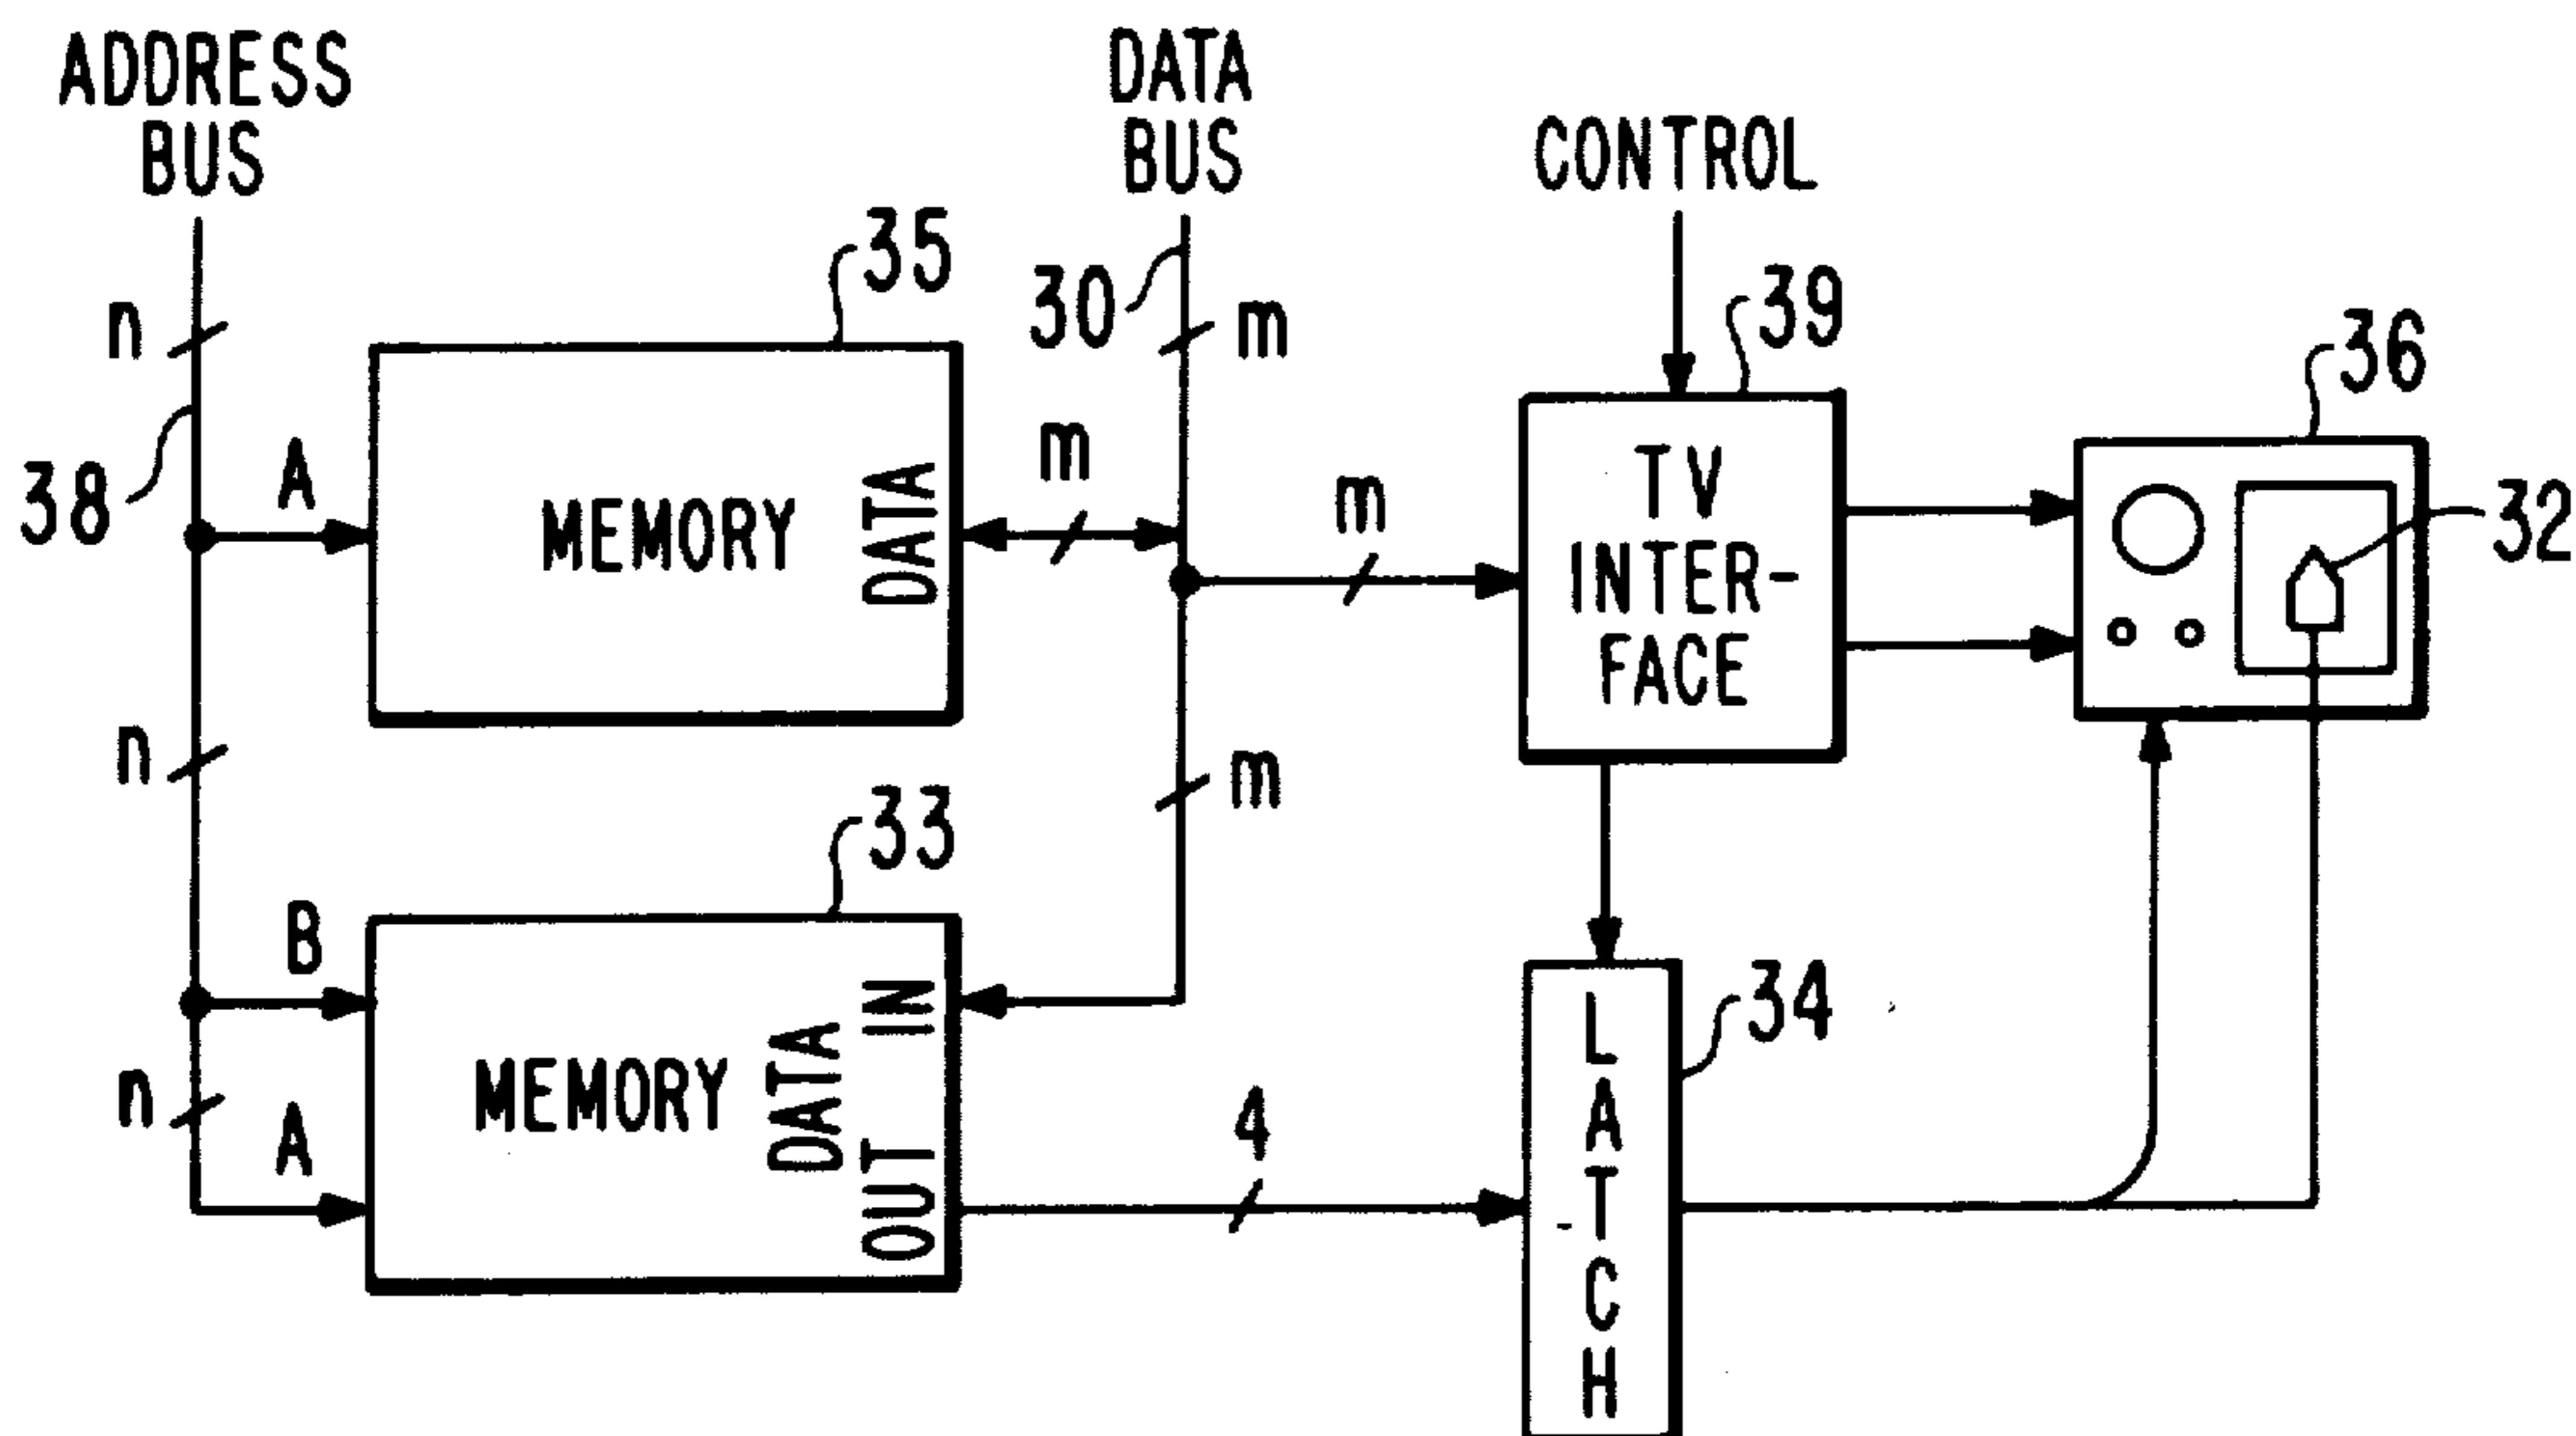 ADDRESS
BUS
DATA
BUS
CONTROL
35
30
n
m
39
36
38
A
MEMORY
DATA
m
m
TV
INTER-
FACE
32
n
m
33
B
MEMORY
DATA
IN
OUT
n
A
4
34
LATCH